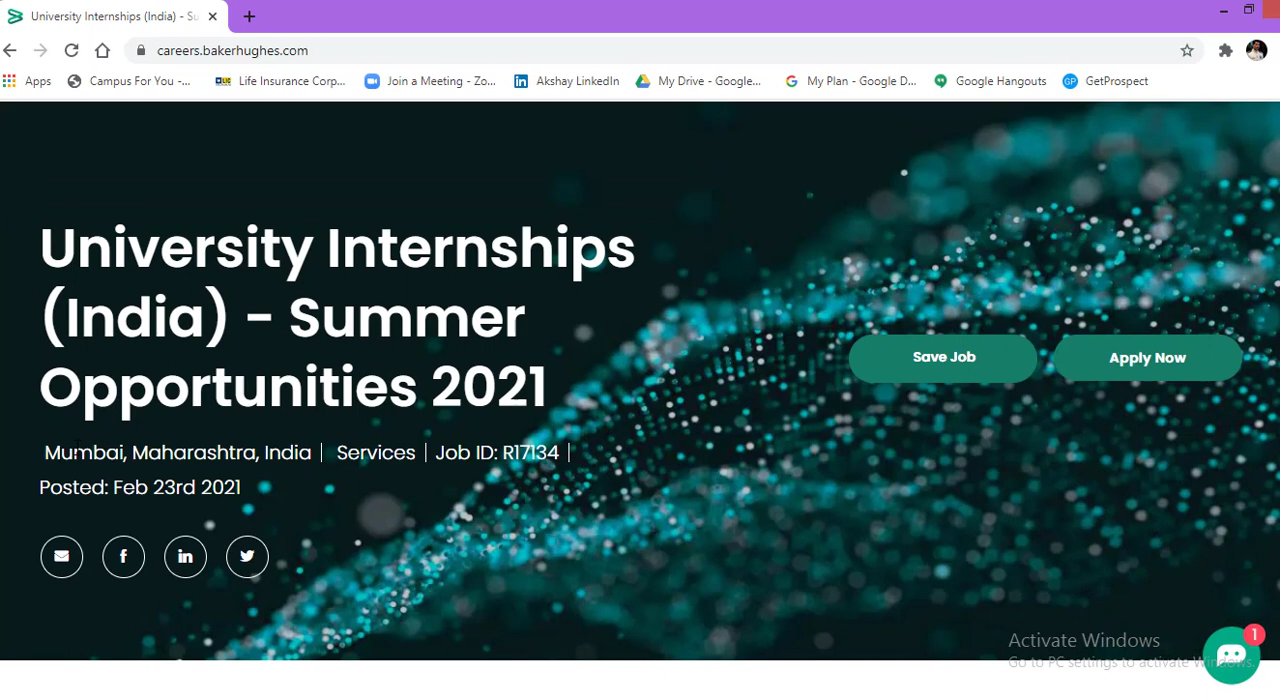 University Internships (India) - Su
careers.bakerhughes.com
Apps Campus For You -... Life Insurance Corp... Join a Meeting - Zo... Akshay LinkedIn My Drive - Google... My Plan - Google D... Google Hangouts GetProspect
University Internships
(India) - Summer
Opportunities 2021
Save Job Apply Now
Mumbai, Maharashtra, India | Services | Job ID: R17134 |
Posted: Feb 23rd 2021
Activate Windows
Go to PC settings to activate Windows.
1